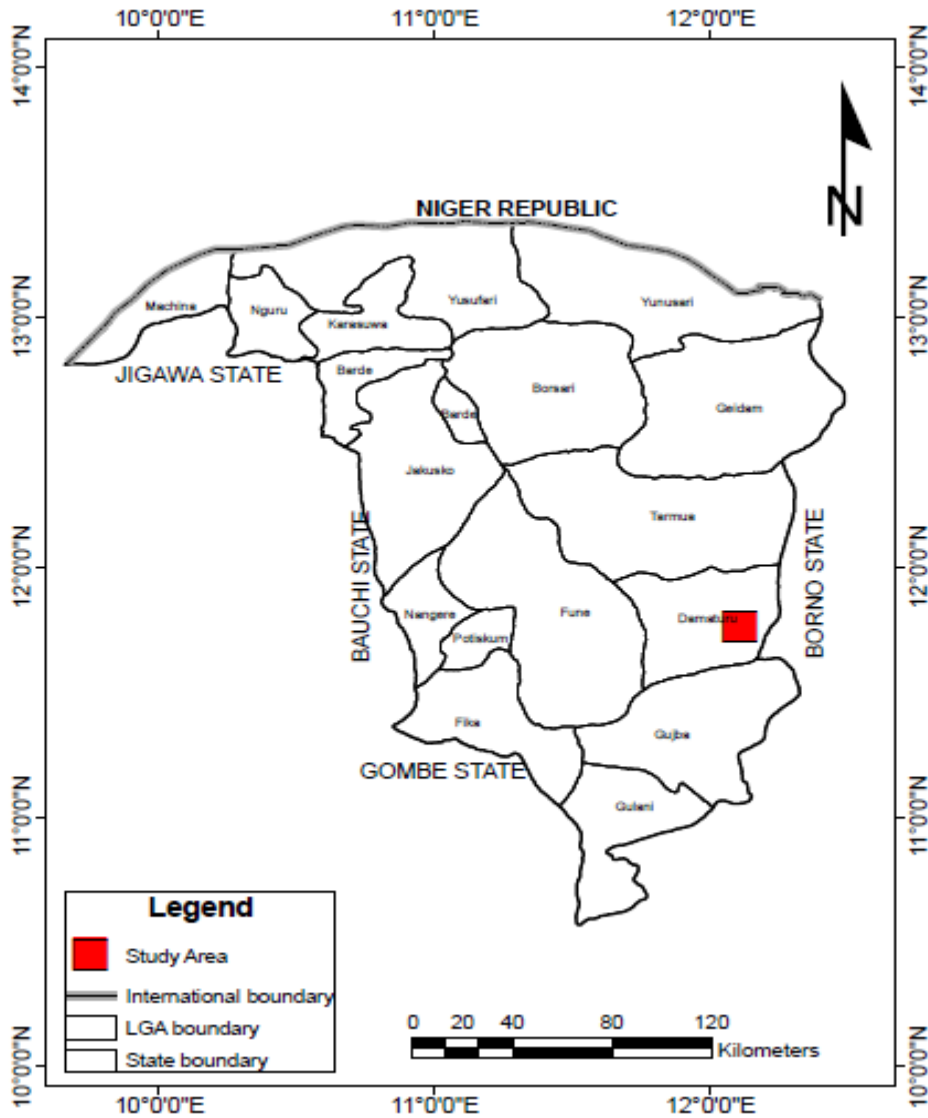 10°0'0"E 11°0'0"E 12°0'0"E
14°0'0"N 14°0'0"N
N
NIGER REPUBLIC
Machina Nguru Karasuwa Yusufari Yunusari
13°0'0"N 13°0'0"N
JIGAWA STATE
Barde
Borsari
Barde
Geidam
Jakusko
Tarmua
BAUCHI STATE
BORNO STATE
12°0'0"N 12°0'0"N
Nangere
Fune
Damaturu
Potiskum
Fika
Gujba
GOMBE STATE
Gulani
11°0'0"N 11°0'0"N
Legend
Study Area
International boundary
LGA boundary
State boundary
0 20 40 80 120
Kilometers
10°0'0"N 10°0'0"N
10°0'0"E 11°0'0"E 12°0'0"E